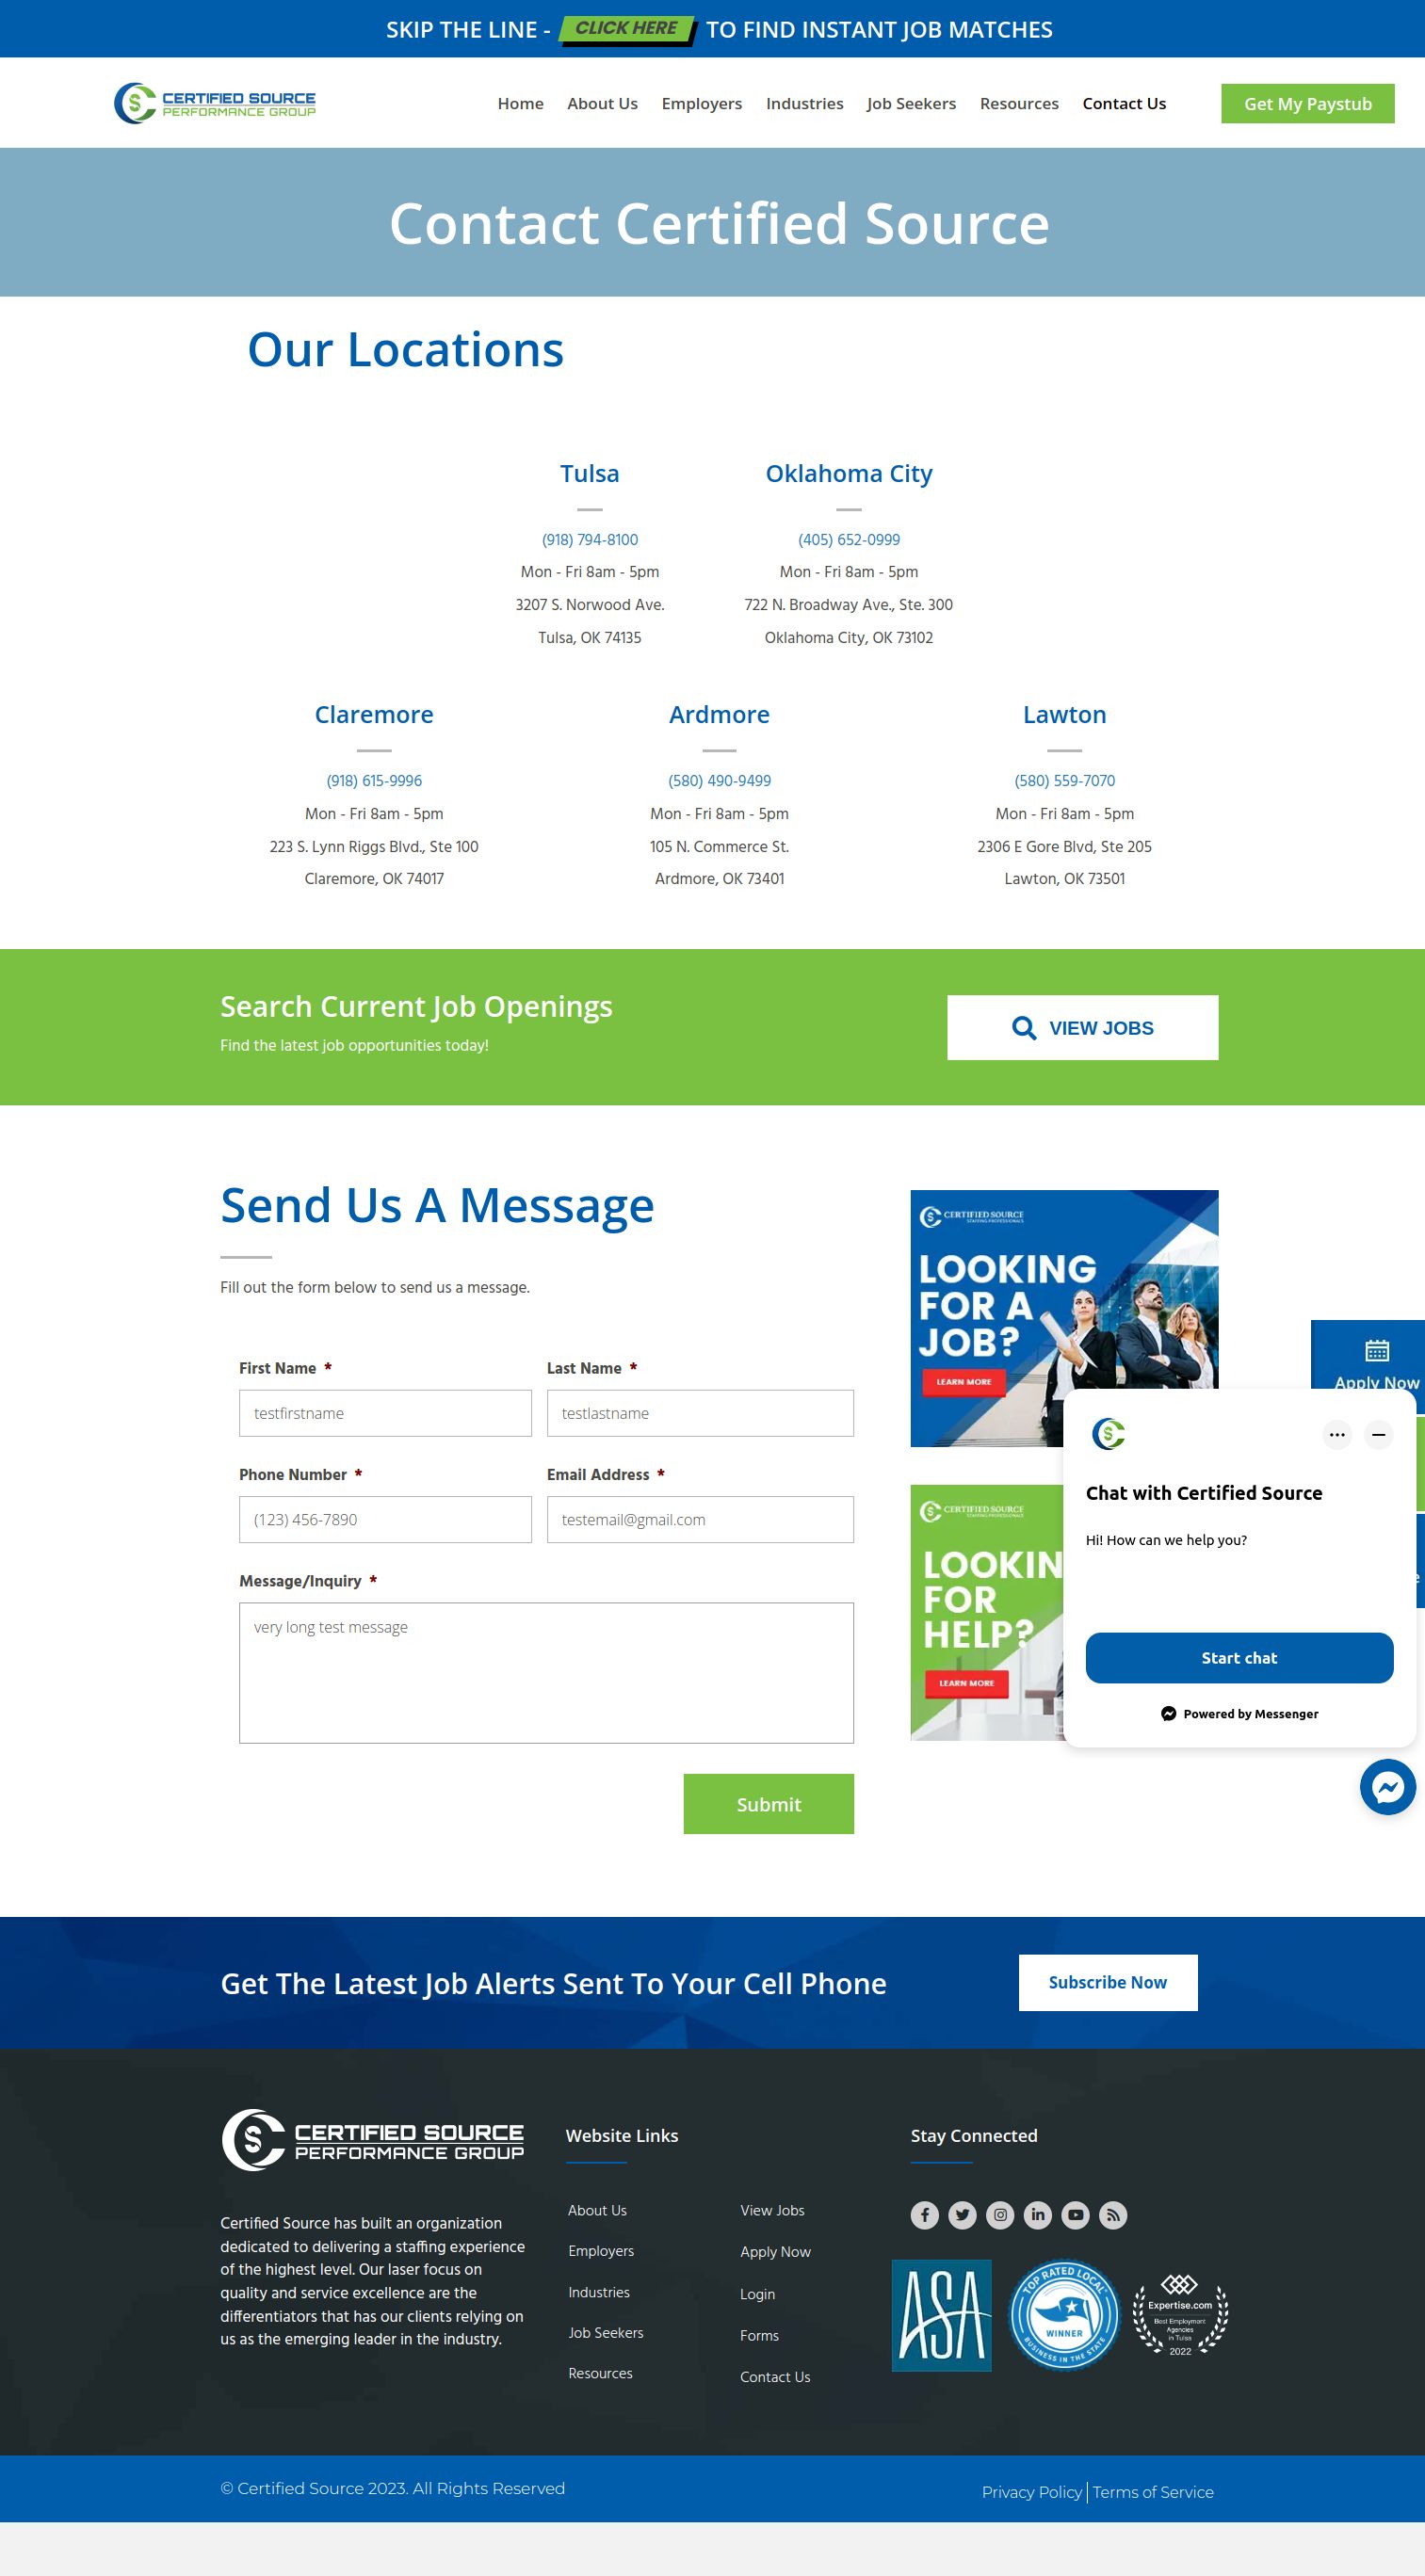 SKIP THE LINE - CLICK HERE TO FIND INSTANT JOB MATCHES
CERTIFIED SOURCE
PERFORMANCE GROUP
Home About Us Employers Industries Job Seekers Resources Contact Us Get My Paystub
Contact Certified Source
Our Locations
Tulsa
(918) 794-8100
Mon - Fri 8am - 5pm
3207 S. Norwood Ave.
Tulsa, OK 74135
Oklahoma City
(405) 652-0999
Mon - Fri 8am - 5pm
722 N. Broadway Ave., Ste. 300
Oklahoma City, OK 73102
Claremore
(918) 615-9996
Mon - Fri 8am - 5pm
223 S. Lynn Riggs Blvd., Ste 100
Claremore, OK 74017
Ardmore
(580) 490-9499
Mon - Fri 8am - 5pm
105 N. Commerce St.
Ardmore, OK 73401
Lawton
(580) 559-7070
Mon - Fri 8am - 5pm
2306 E Gore Blvd, Ste 205
Lawton, OK 73501
Search Current Job Openings
Find the latest job opportunities today!
VIEW JOBS
Send Us A Message
Fill out the form below to send us a message.
First Name *
testfirstname
Last Name *
testlastname
Phone Number *
(123) 456-7890
Email Address *
testemail@gmail.com
Message/Inquiry *
very long test message
Submit
CERTIFIED SOURCE
STAFFING PROFESSIONALS
LOOKING
FOR A
JOB?
LEARN MORE
CERTIFIED SOURCE
STAFFING PROFESSIONALS
LOOKIN
FOR
HELP?
LEARN MORE
Apply Now
Chat with Certified Source
Hi! How can we help you?
Start chat
Powered by Messenger
Get The Latest Job Alerts Sent To Your Cell Phone
Subscribe Now
CERTIFIED SOURCE
PERFORMANCE GROUP
Certified Source has built an organization
dedicated to delivering a staffing experience
of the highest level. Our laser focus on
quality and service excellence are the
differentiators that has our clients relying on
us as the emerging leader in the industry.
Website Links
About Us
Employers
Industries
Job Seekers
Resources
View Jobs
Apply Now
Login
Forms
Contact Us
Stay Connected
ASA
TOP RATED LOCAL
WINNER
BUSINESS IN THE STATE
Expertise.com
Best Employment
Agencies
in Tulsa
2022
© Certified Source 2023. All Rights Reserved
Privacy Policy | Terms of Service